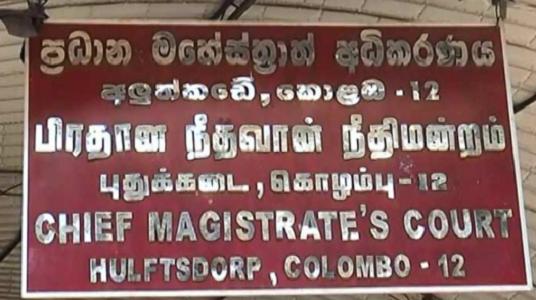 ප්‍රධාන මහේස්ත්‍රාත් අධිකරණය
අලුත්කඩේ, කොළඹ - 12
பிரதான நீதவான் நீதிமன்றம்
புதுக்கடை, கொழும்பு - 12
CHIEF MAGISTRATE'S COURT
HULFTSDORP, COLOMBO - 12